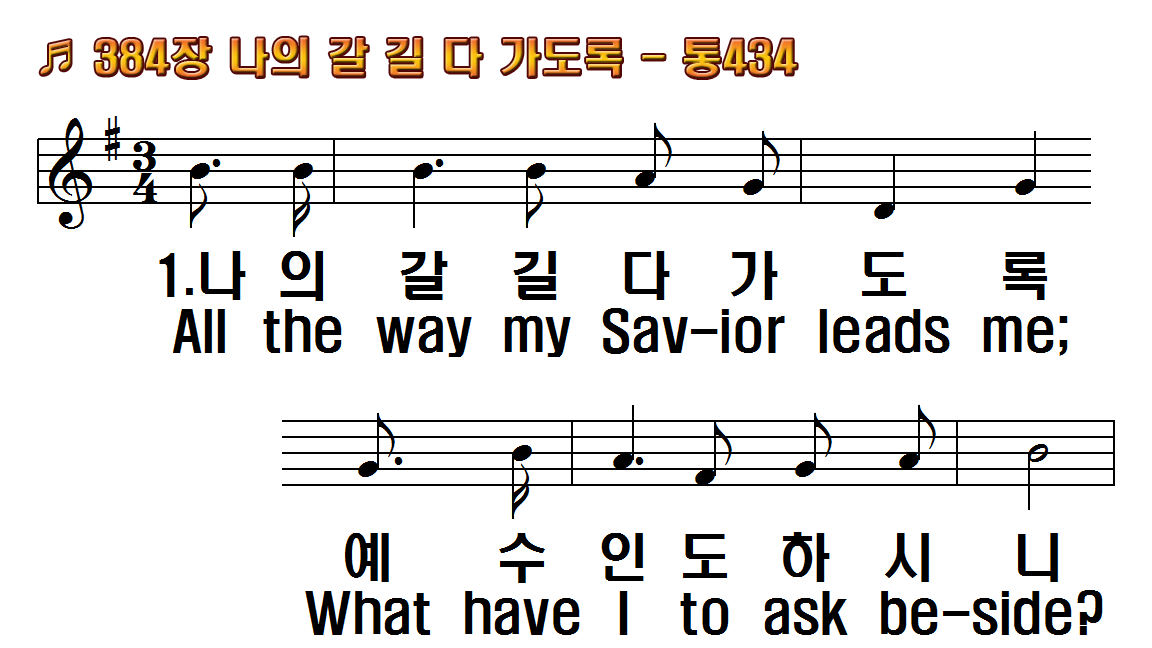 ♬ 384장 나의 갈 길 다 가도록 - 통434
3
4
1.나 의 갈 길 다 가 도 록
All the way my Sav-ior leads me;
예 수 인 도 하 시 니
What have I to ask be-side?